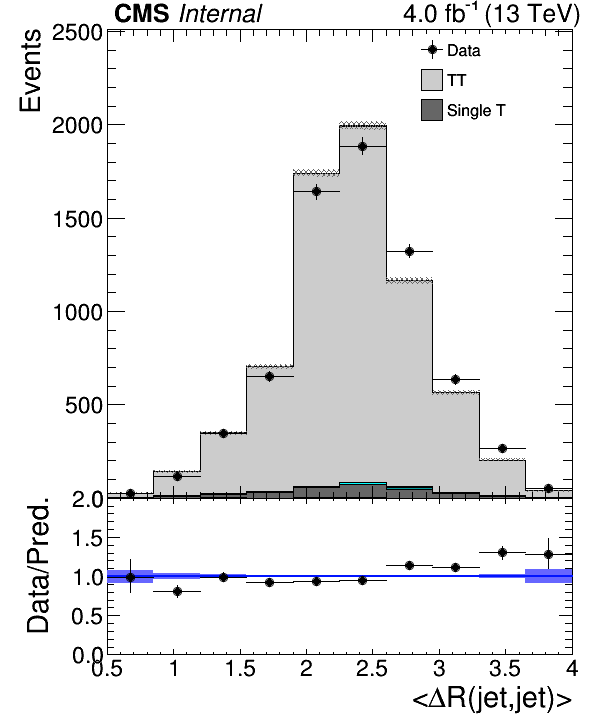 CMS Internal 4.0 fb⁻¹ (13 TeV)
Events
2500
2000
1500
1000
500
Data
TT
Single T
Data/Pred.
2.0
1.5
1.0
0.5
0.0
0.5 1 1.5 2 2.5 3 3.5 4
<ΔR(jet,jet)>